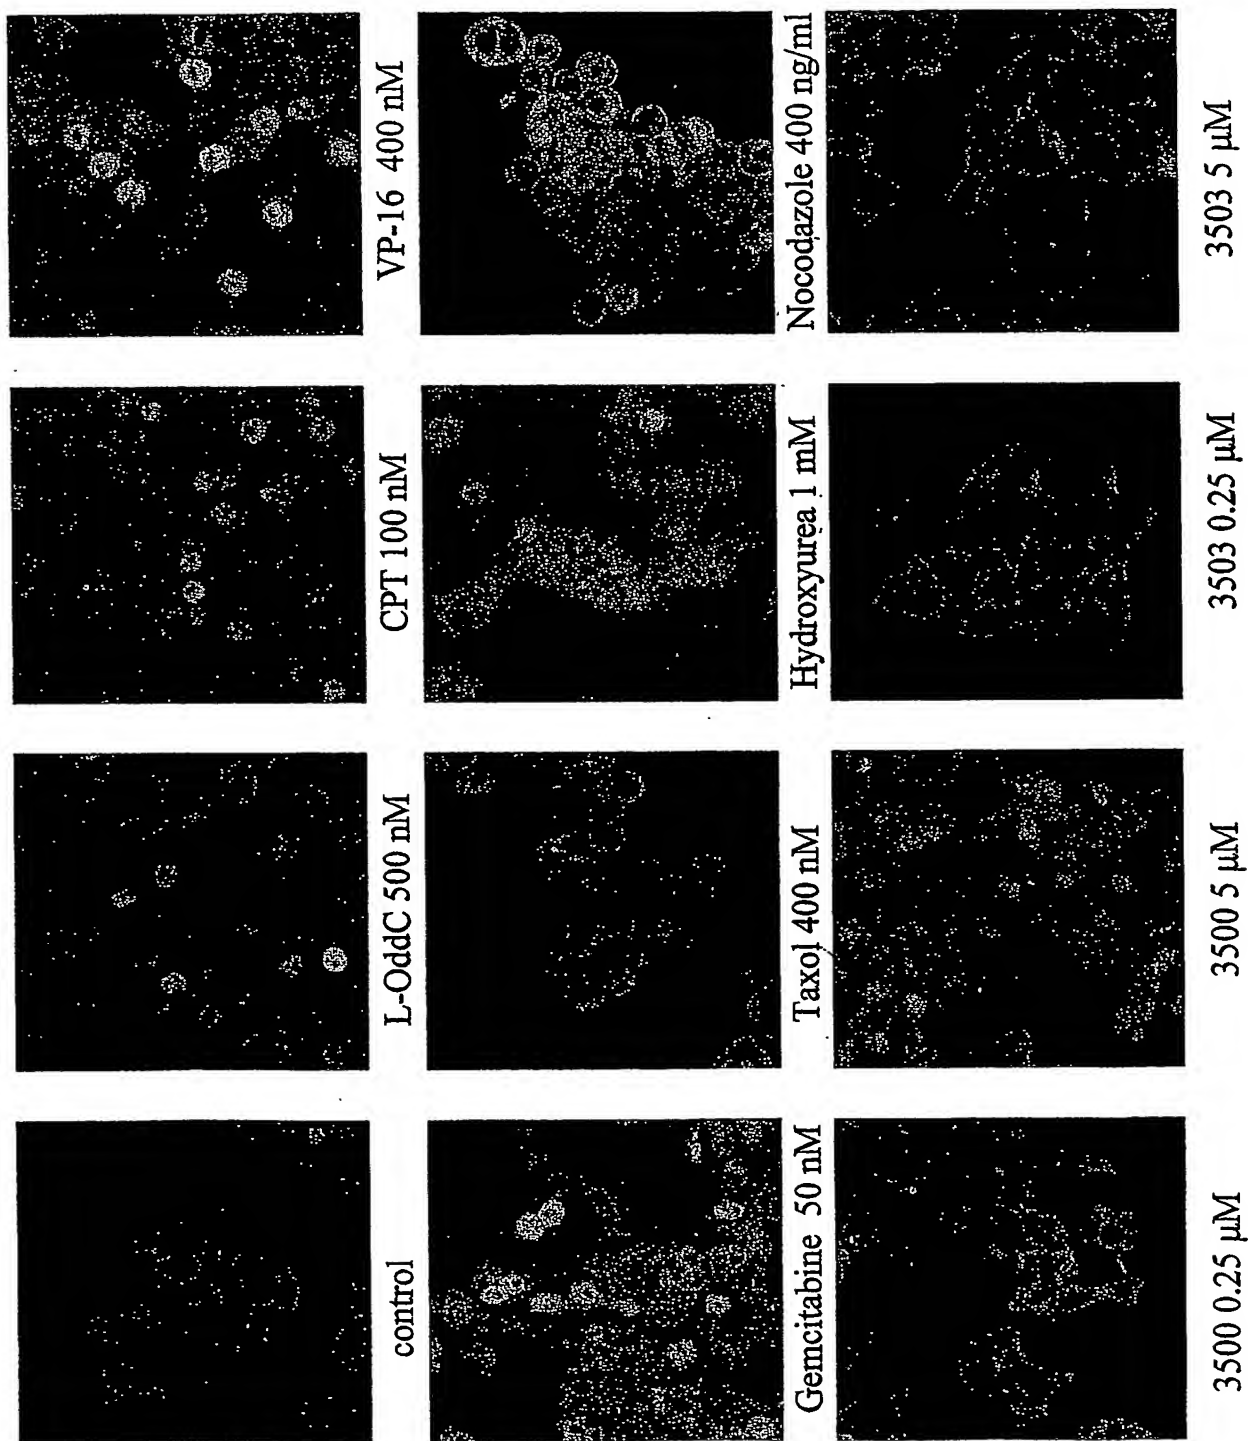 control
L-OddC 500 nM
CPT 100 nM
VP-16 400 nM
Gemcitabine 50 nM
Taxol 400 nM
Hydroxyurea 1 mM
Nocodazole 400 ng/ml
3500 0.25 µM
3500 5 µM
3503 0.25 µM
3503 5 µM